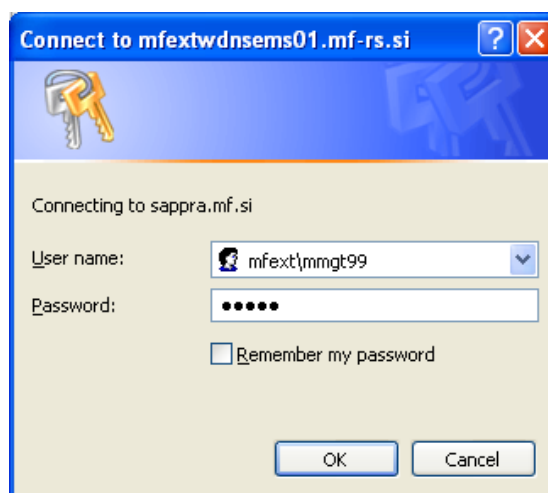 Connect to mfextwdnsems01.mf-rs.si
Connecting to sappra.mf.si
User name: mfext\mmgt99
Password: •••••
Remember my password
OK Cancel